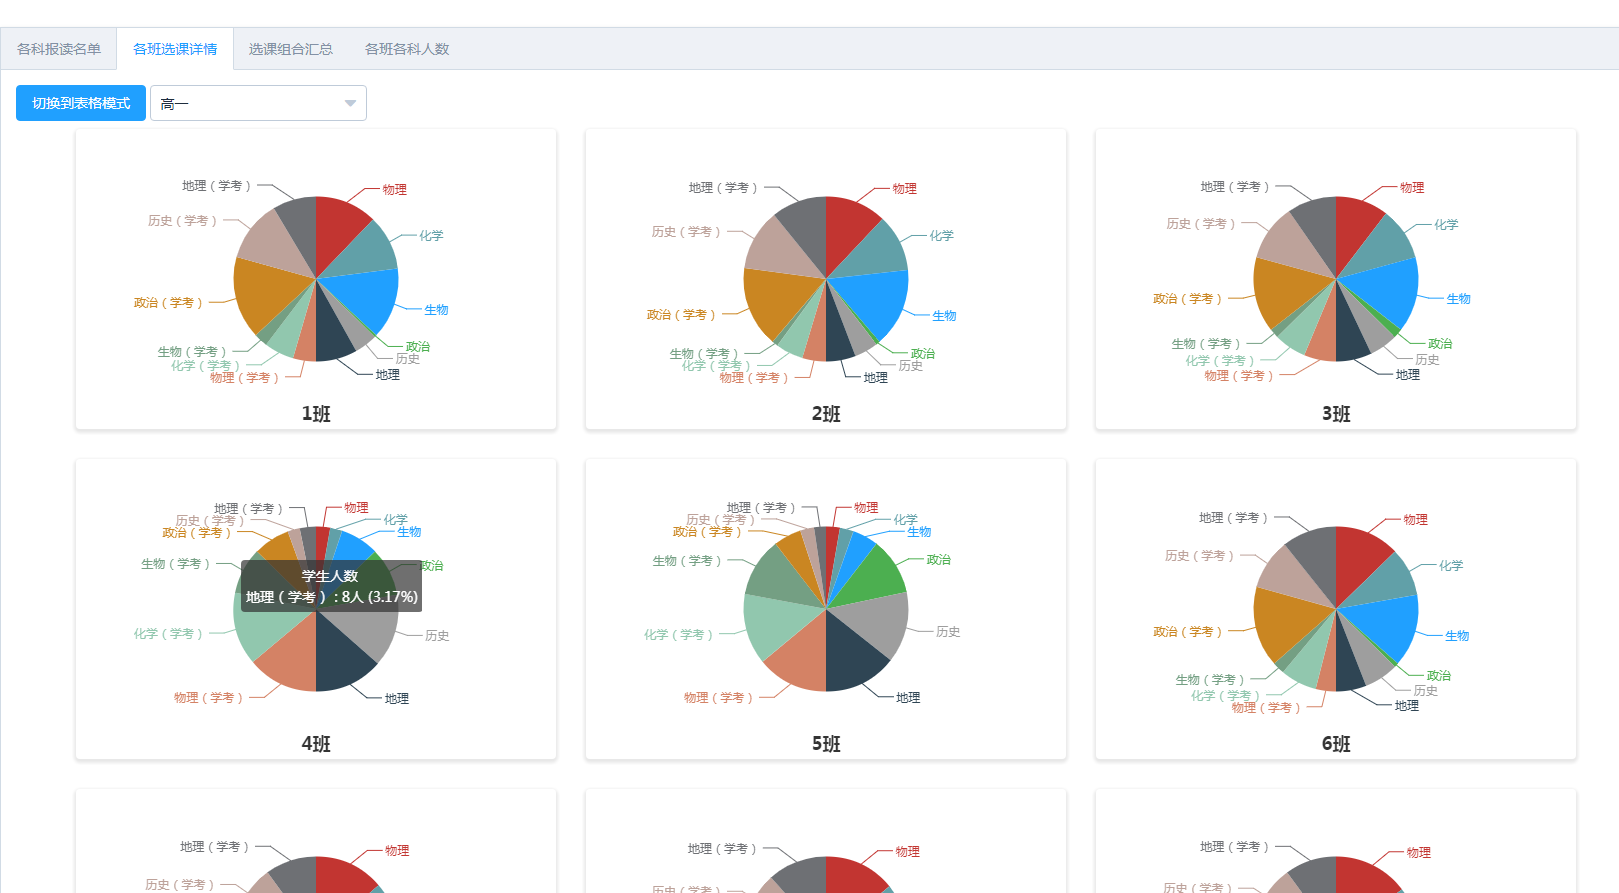 各科报读名单 各班选课详情 选课组合汇总 各班各科人数
切换到表格模式 高一
地理（学考） 物理
历史（学考） 化学
政治（学考） 生物
生物（学考） 政治
化学（学考） 历史
物理（学考） 地理
1班
地理（学考） 物理
历史（学考） 化学
政治（学考） 生物
生物（学考） 政治
化学（学考） 历史
物理（学考） 地理
2班
地理（学考） 物理
历史（学考） 化学
政治（学考） 生物
生物（学考） 政治
化学（学考） 历史
物理（学考） 地理
3班
地理（学考） 物理
历史（学考） 化学
政治（学考） 生物
生物（学考） 政治
学生人数
地理（学考）: 8人 (3.17%)
化学（学考） 历史
物理（学考） 地理
4班
地理（学考） 物理
历史（学考） 化学
政治（学考） 生物
生物（学考） 政治
化学（学考） 历史
物理（学考） 地理
5班
地理（学考） 物理
历史（学考） 化学
政治（学考） 生物
生物（学考） 政治
化学（学考） 历史
物理（学考） 地理
6班
地理（学考） 物理
历史（学考）
地理（学考） 物理
历史（学考）
地理（学考） 物理
历史（学考）